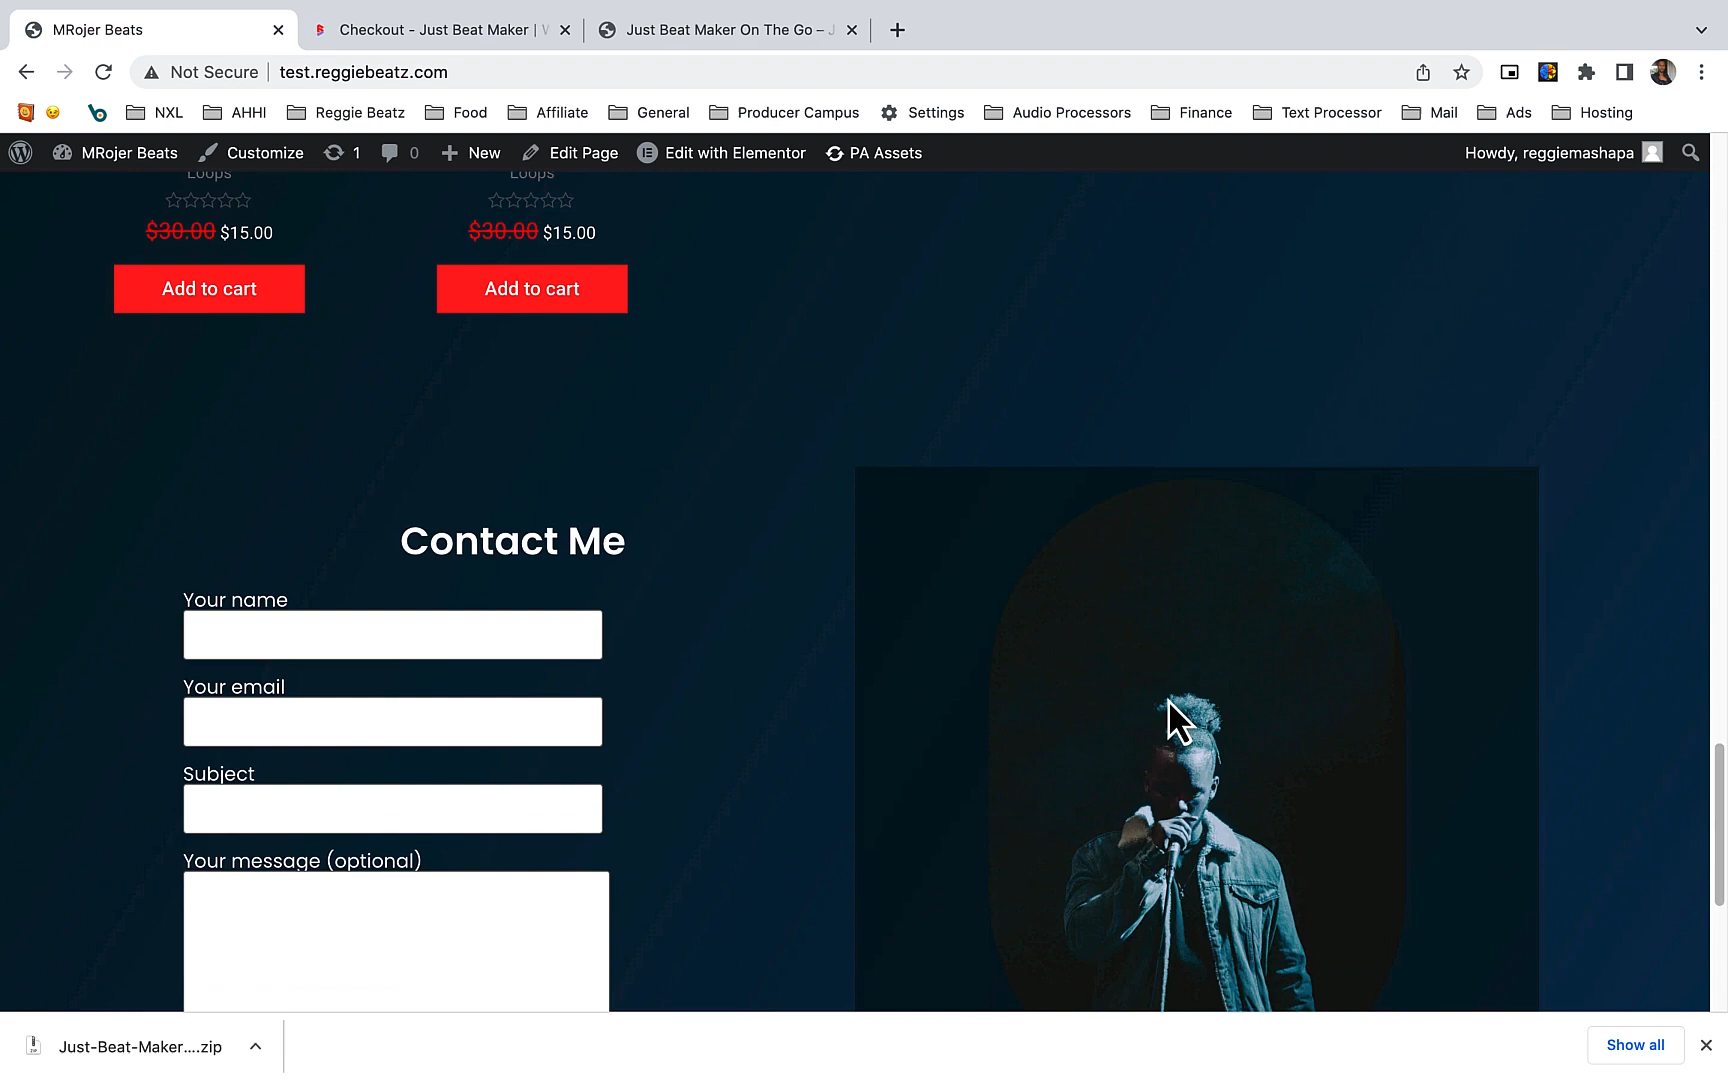 MRojer Beats
Checkout - Just Beat Maker |
Just Beat Maker On The Go –
Not Secure
test.reggiebeatz.com
NXL
AHHI
Reggie Beatz
Food
Affiliate
General
Producer Campus
Settings
Audio Processors
Finance
Text Processor
Mail
Ads
Hosting
MRojer Beats
Customize
1
0
New
Edit Page
Edit with Elementor
PA Assets
Howdy, reggiemashapa
Loops
Loops
$30.00 $15.00
$30.00 $15.00
Add to cart
Add to cart
Contact Me
Your name
Your email
Subject
Your message (optional)
Just-Beat-Maker....zip
Show all